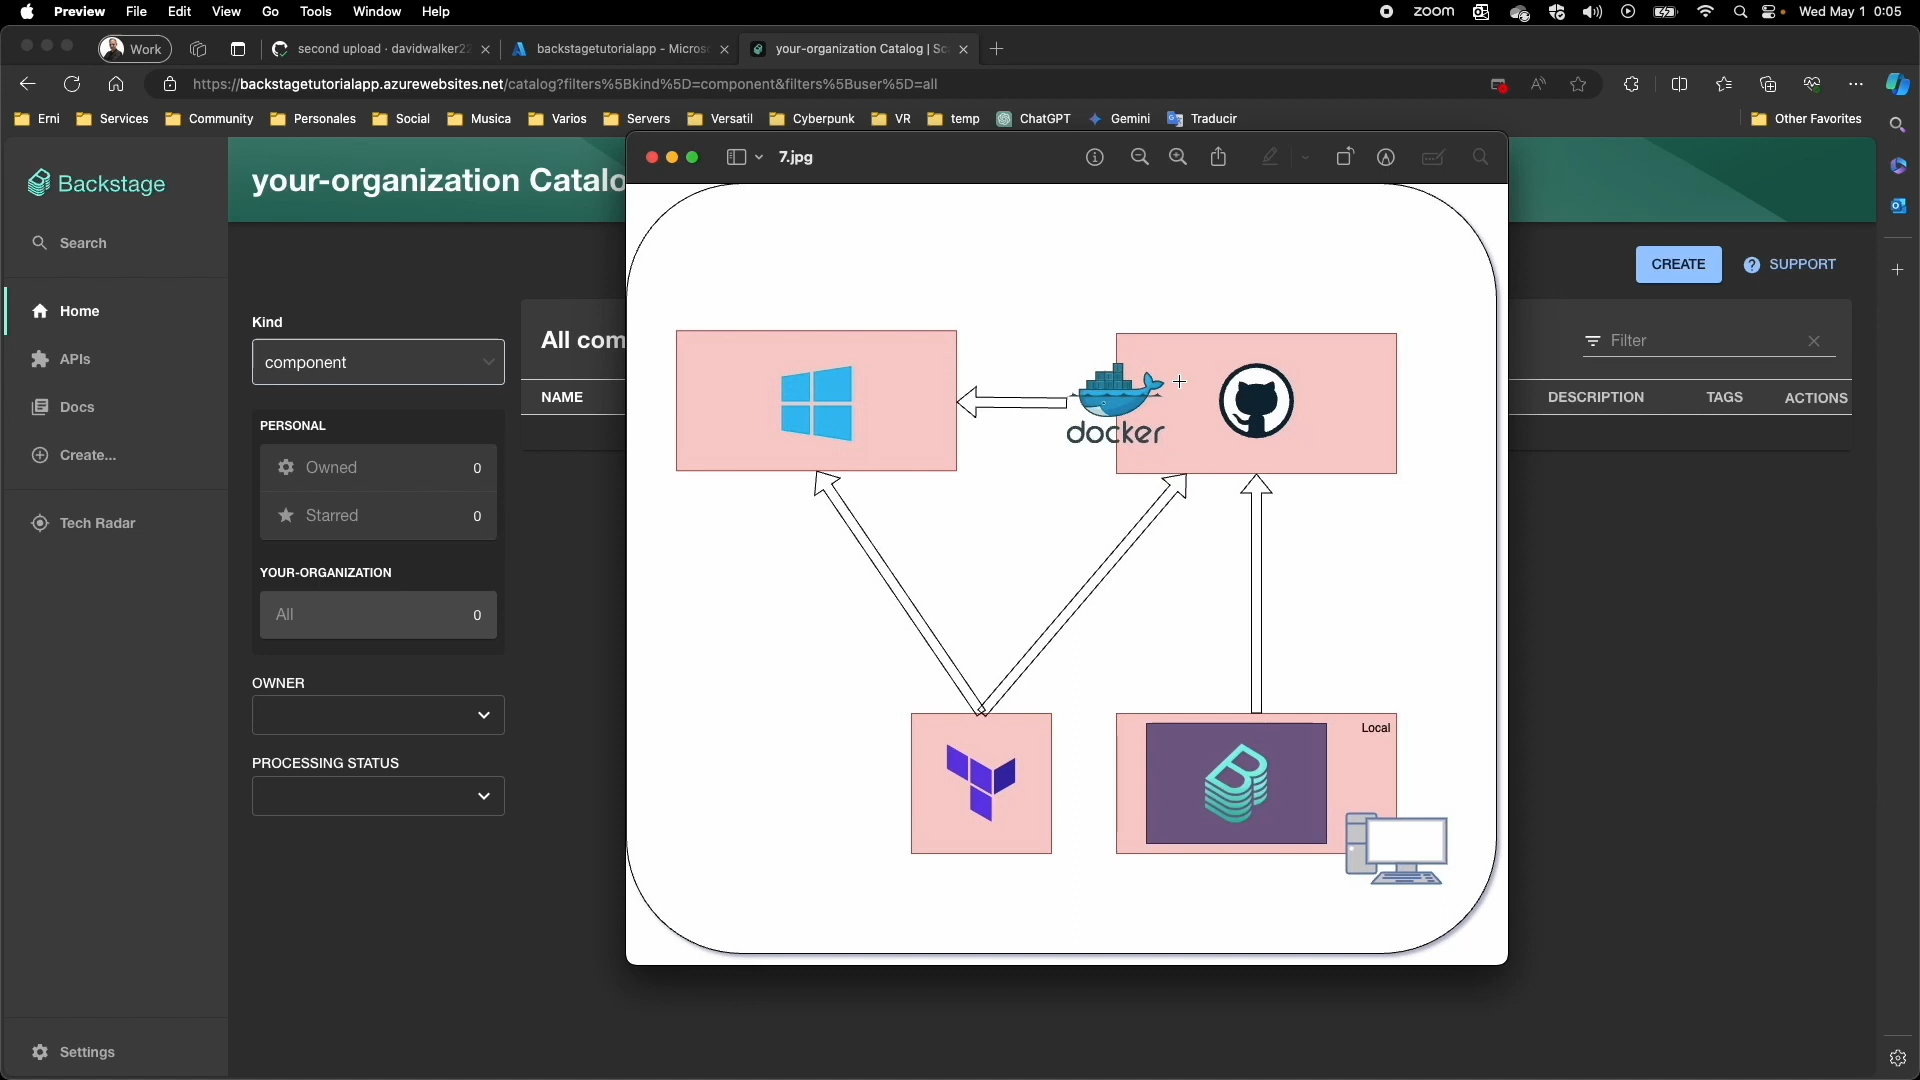 Preview File Edit View Go Tools Window Help
zoom
Wed May 1 0:05
Work
second upload · davidwalker22
backstagetutorialapp - Micros
your-organization Catalog | Sc
https://backstagetutorialapp.azurewebsites.net/catalog?filters%5Bkind%5D=component&filters%5Buser%5D=all
Erni Services Community Personales Social Musica Varios Servers Versatil Cyberpunk VR temp ChatGPT Gemini Traducir Other Favorites
Backstage
Search
Home
APIs
Docs
Create...
Tech Radar
Settings
your-organization Catalo
CREATE
SUPPORT
Kind
component
PERSONAL
Owned 0
Starred 0
YOUR-ORGANIZATION
All 0
OWNER
PROCESSING STATUS
All com
Filter
NAME
DESCRIPTION TAGS ACTIONS
7.jpg
docker
Local